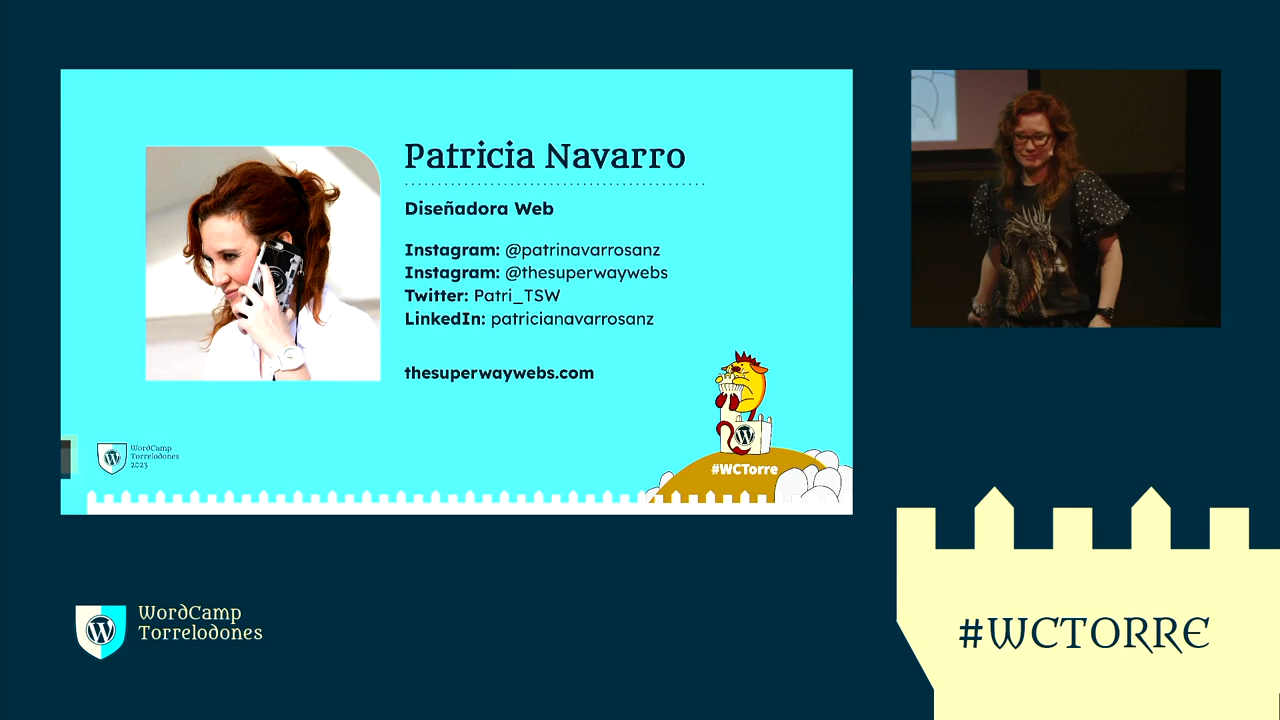 Patricia Navarro
Diseñadora Web
Instagram: @patrinavarrosanz
Instagram: @thesuperwaywebs
Twitter: Patri_TSW
LinkedIn: patricianavarrosanz
thesuperwaywebs.com
WordCamp
Torrelodones
2023
#WCTorre
WordCamp
Torrelodones
#WCTORRE